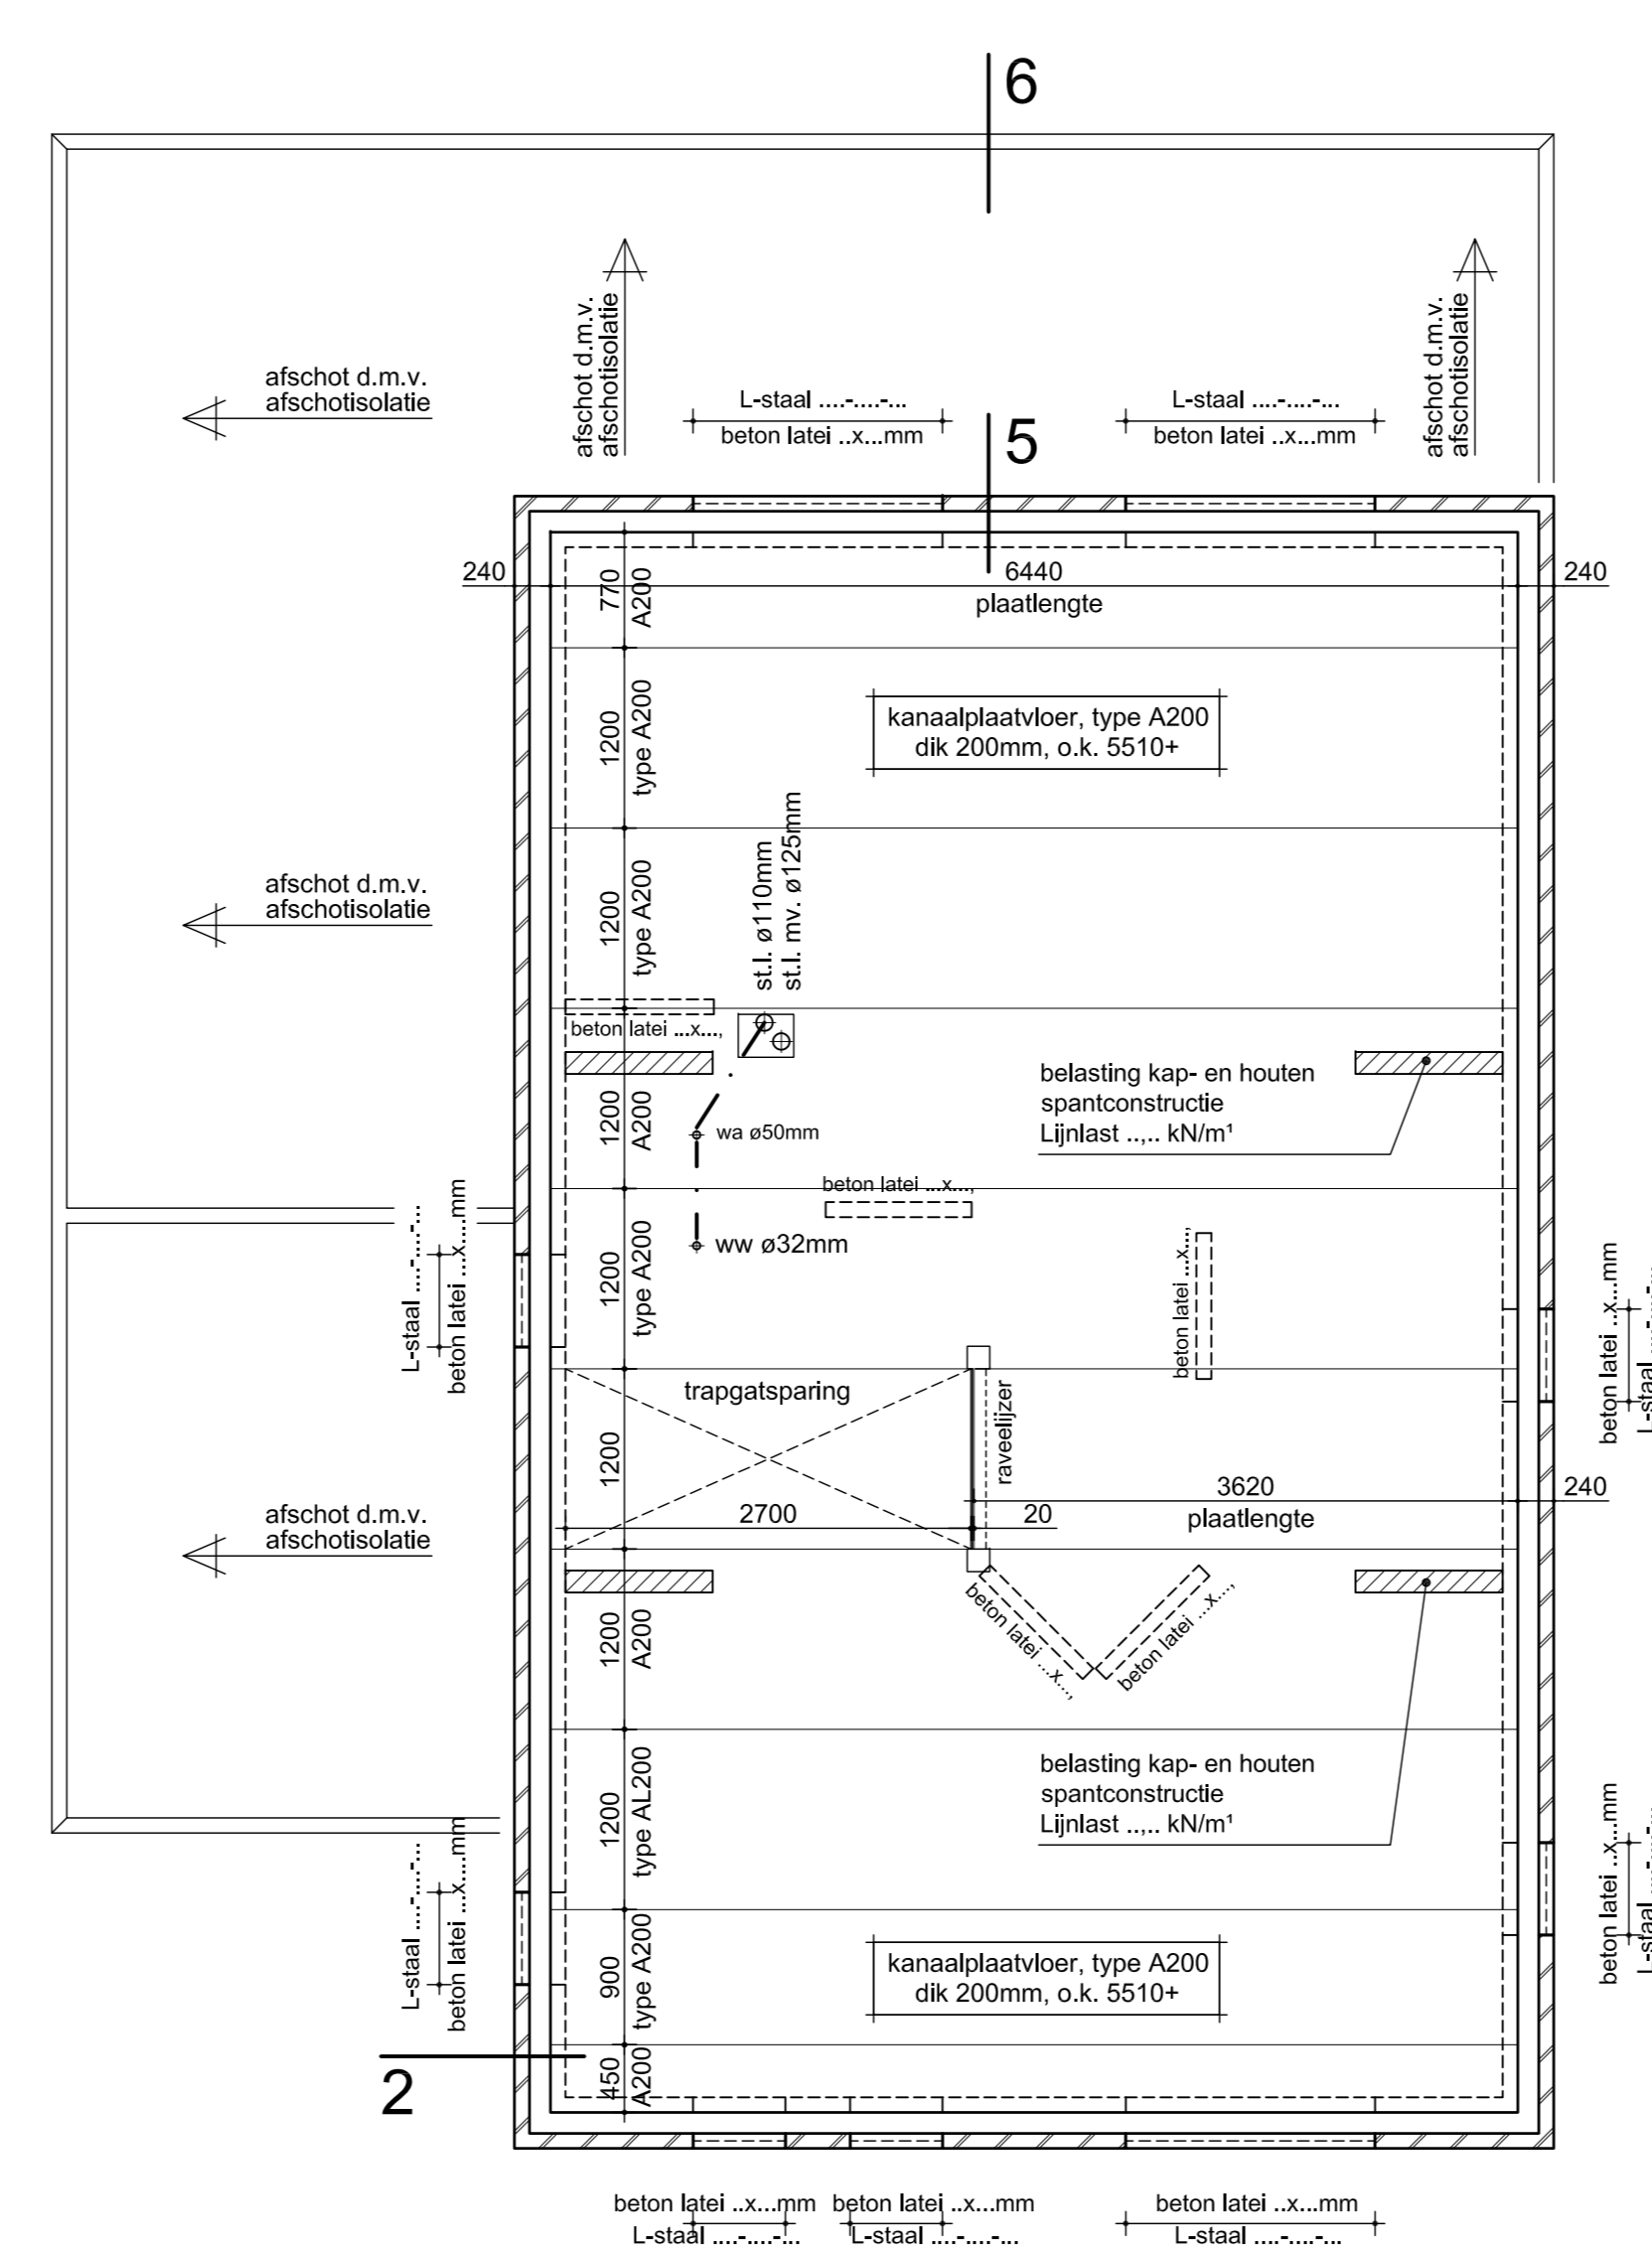 6
afschot d.m.v.
afschotisolatie
afschot d.m.v.
afschotisolatie
afschot d.m.v.
afschotisolatie
L-staal ....-....-...
beton latei ..x...mm
5
L-staal ....-....-...
beton latei ..x...mm
240
6440
plaatlengte
240
770
A200
1200
type A200
kanaalplaatvloer, type A200
dik 200mm, o.k. 5510+
afschot d.m.v.
afschotisolatie
1200
type A200
st.l. ø110mm
st.l. mv. ø125mm
beton latei ...x...,
1200
A200
wa ø50mm
belasting kap- en houten
spantconstructie
Lijnlast ..,.. kN/m¹
beton latei ...x...,
ww ø32mm
1200
type A200
beton latei ...x...,
L-staal ....-....-...
beton latei ...x...mm
beton latei ..x...mm
trapgatsparing
raveelijzer
1200
2700
20
3620
plaatlengte
240
afschot d.m.v.
afschotisolatie
beton latei ...x...,
beton latei ...x...,
1200
A200
1200
type AL200
belasting kap- en houten
spantconstructie
Lijnlast ..,.. kN/m¹
L-staal ....-....-...
beton latei ...x...mm
beton latei ..x...mm
900
type A200
kanaalplaatvloer, type A200
dik 200mm, o.k. 5510+
2
450
A200
beton latei ..x...mm
L-staal ....-....-...
beton latei ..x...mm
L-staal ....-....-...
beton latei ..x...mm
L-staal ....-....-...